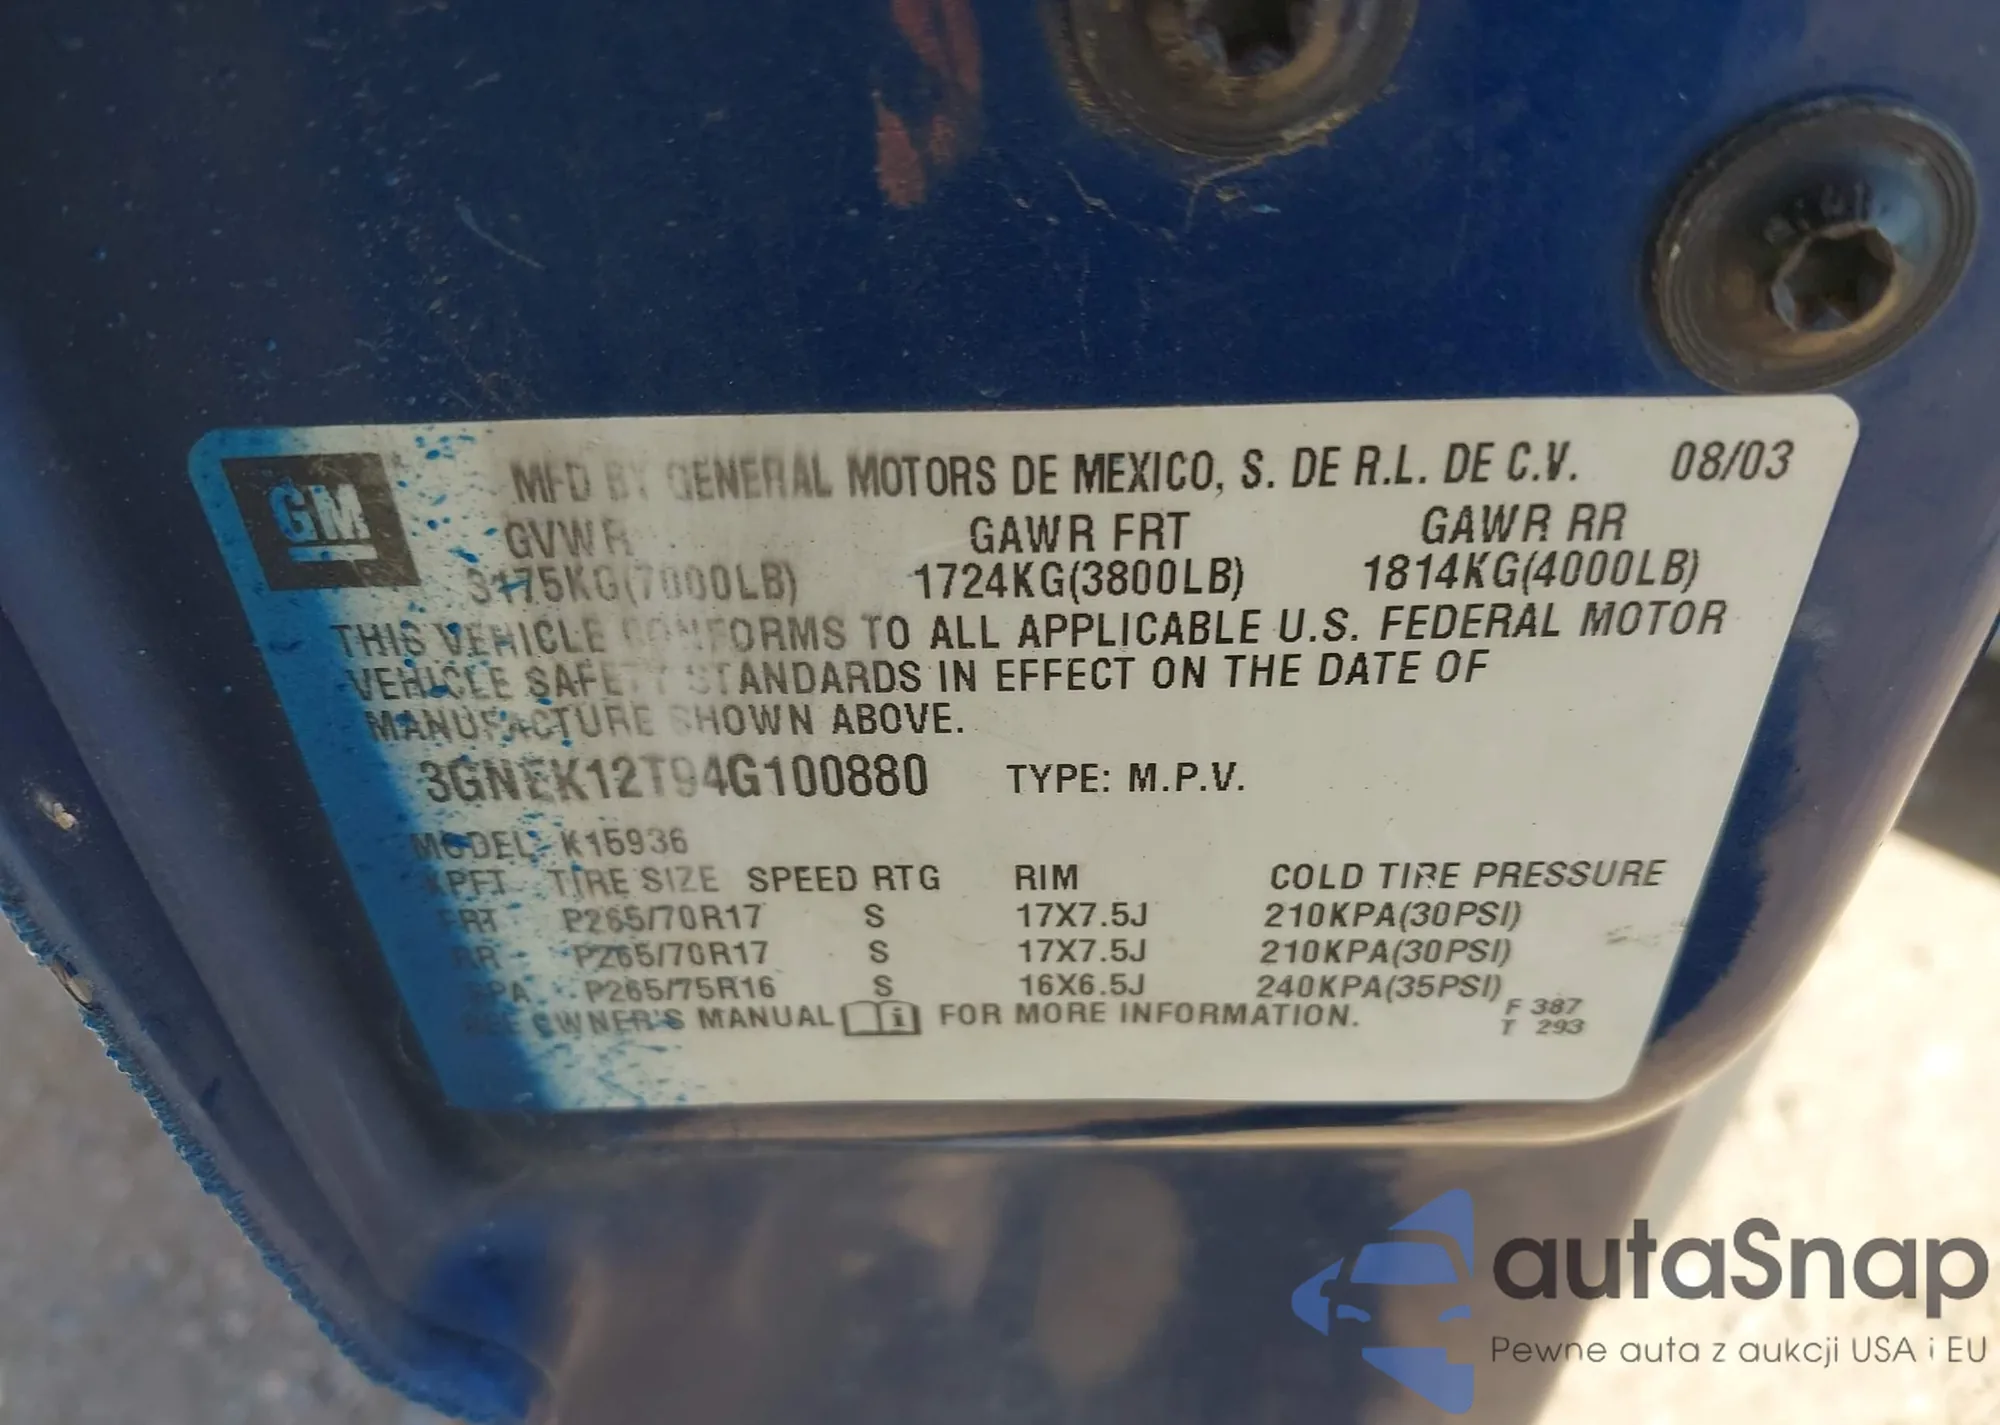 GM
MFD BY GENERAL MOTORS DE MEXICO, S. DE R.L. DE C.V. 08/03
GVWR GAWR FRT GAWR RR
3175KG(7000LB) 1724KG(3800LB) 1814KG(4000LB)
THIS VEHICLE CONFORMS TO ALL APPLICABLE U.S. FEDERAL MOTOR
VEHICLE SAFETY STANDARDS IN EFFECT ON THE DATE OF
MANUFACTURE SHOWN ABOVE.
3GNEK12T94G100880 TYPE: M.P.V.
MODEL: K15936
KPFT TIRE SIZE SPEED RTG RIM COLD TIRE PRESSURE
FRT P265/70R17 S 17X7.5J 210KPA(30PSI)
RR P265/70R17 S 17X7.5J 210KPA(30PSI)
SPA P265/75R16 S 16X6.5J 240KPA(35PSI)
SEE OWNER'S MANUAL i FOR MORE INFORMATION.
F 387
T 293
autaSnap
Pewne auta z aukcji USA i EU